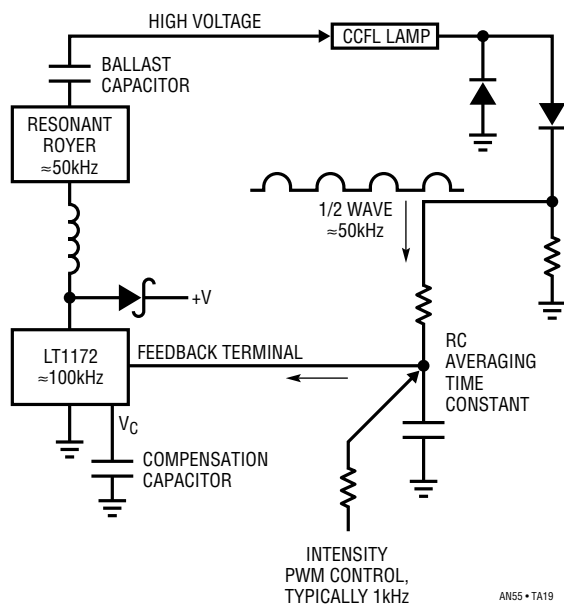 HIGH VOLTAGE
CCFL LAMP
BALLAST
CAPACITOR
RESONANT
ROYER
≈50kHz
1/2 WAVE
≈50kHz
+V
LT1172
≈100kHz
FEEDBACK TERMINAL
RC
AVERAGING
TIME
CONSTANT
VC
COMPENSATION
CAPACITOR
INTENSITY
PWM CONTROL,
TYPICALLY 1kHz
AN55 • TA19